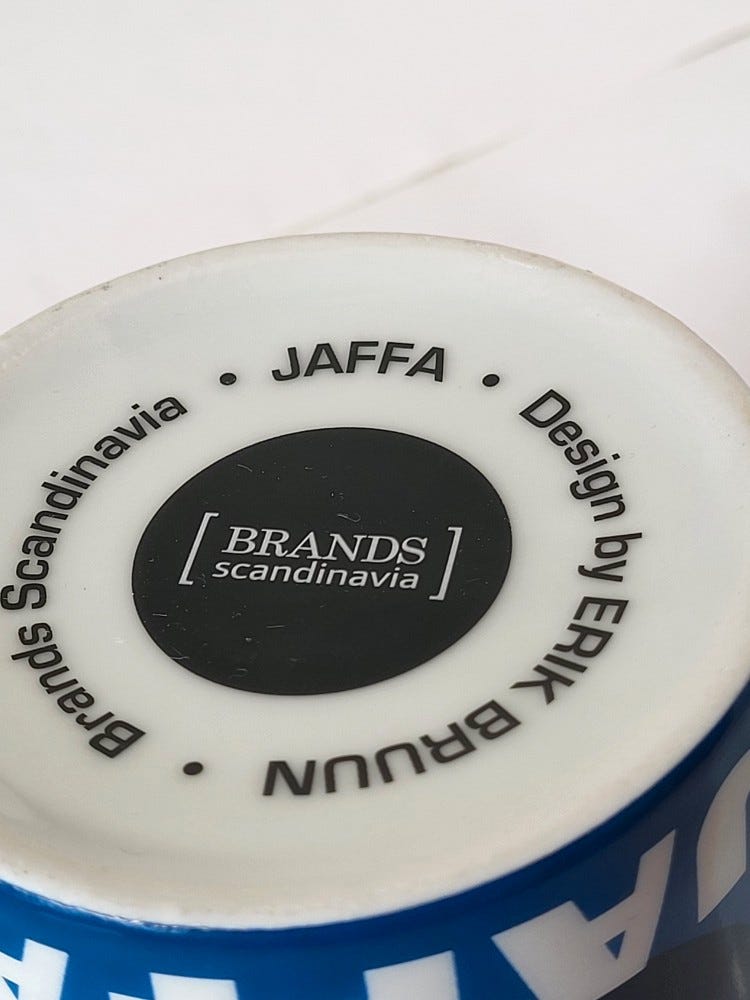 JAFFA • Design by ERIK BRUUN • Brands Scandinavia •
[BRANDS
scandinavia]